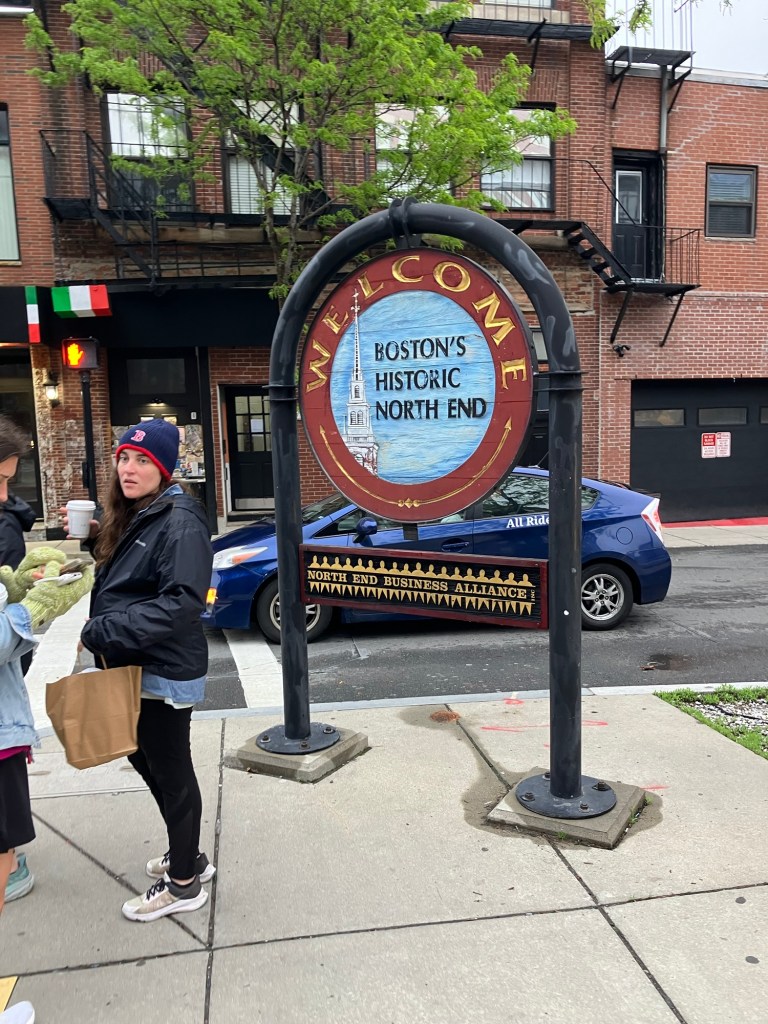 WELCOME
BOSTON'S
HISTORIC
NORTH END
B
All Ride
NORTH END BUSINESS ALLIANCE